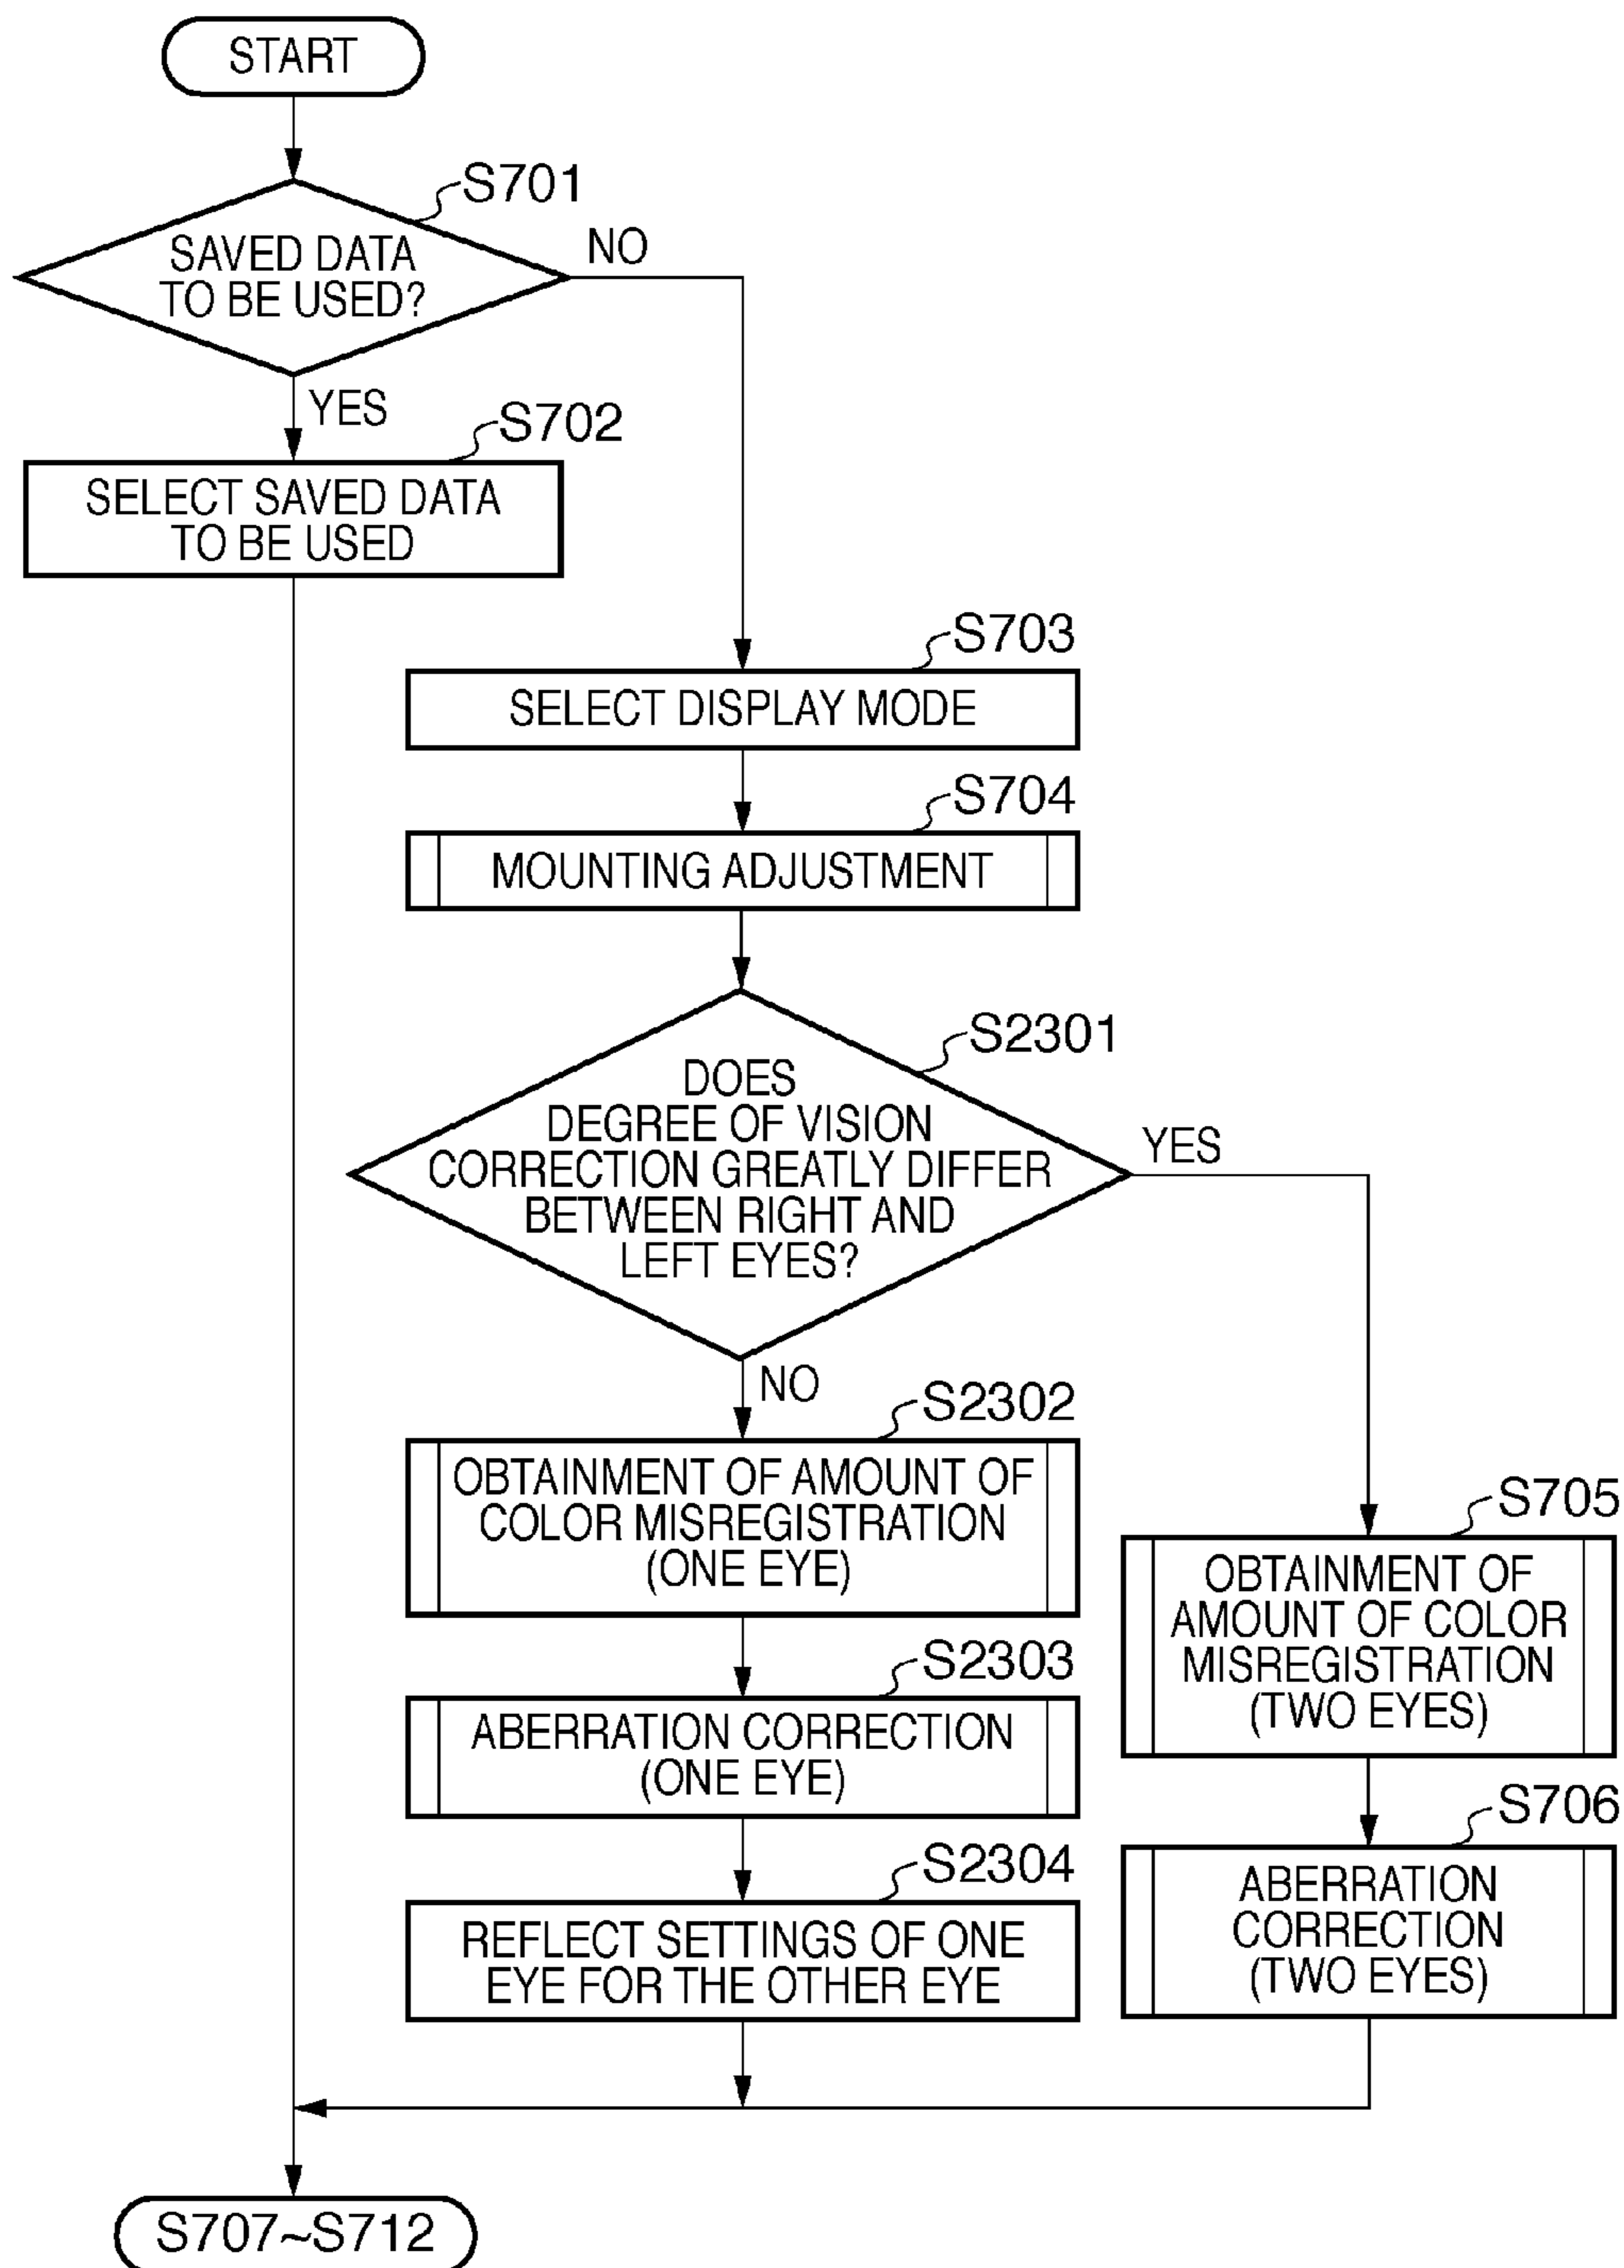 START
S701
SAVED DATA
TO BE USED?
NO
YES
S702
SELECT SAVED DATA
TO BE USED
S703
SELECT DISPLAY MODE
S704
MOUNTING ADJUSTMENT
S2301
DOES
DEGREE OF VISION
CORRECTION GREATLY DIFFER
BETWEEN RIGHT AND
LEFT EYES?
YES
NO
S2302
OBTAINMENT OF AMOUNT OF
COLOR MISREGISTRATION
(ONE EYE)
S705
OBTAINMENT OF
AMOUNT OF COLOR
MISREGISTRATION
(TWO EYES)
S2303
ABERRATION CORRECTION
(ONE EYE)
S706
ABERRATION
CORRECTION
(TWO EYES)
S2304
REFLECT SETTINGS OF ONE
EYE FOR THE OTHER EYE
S707~S712